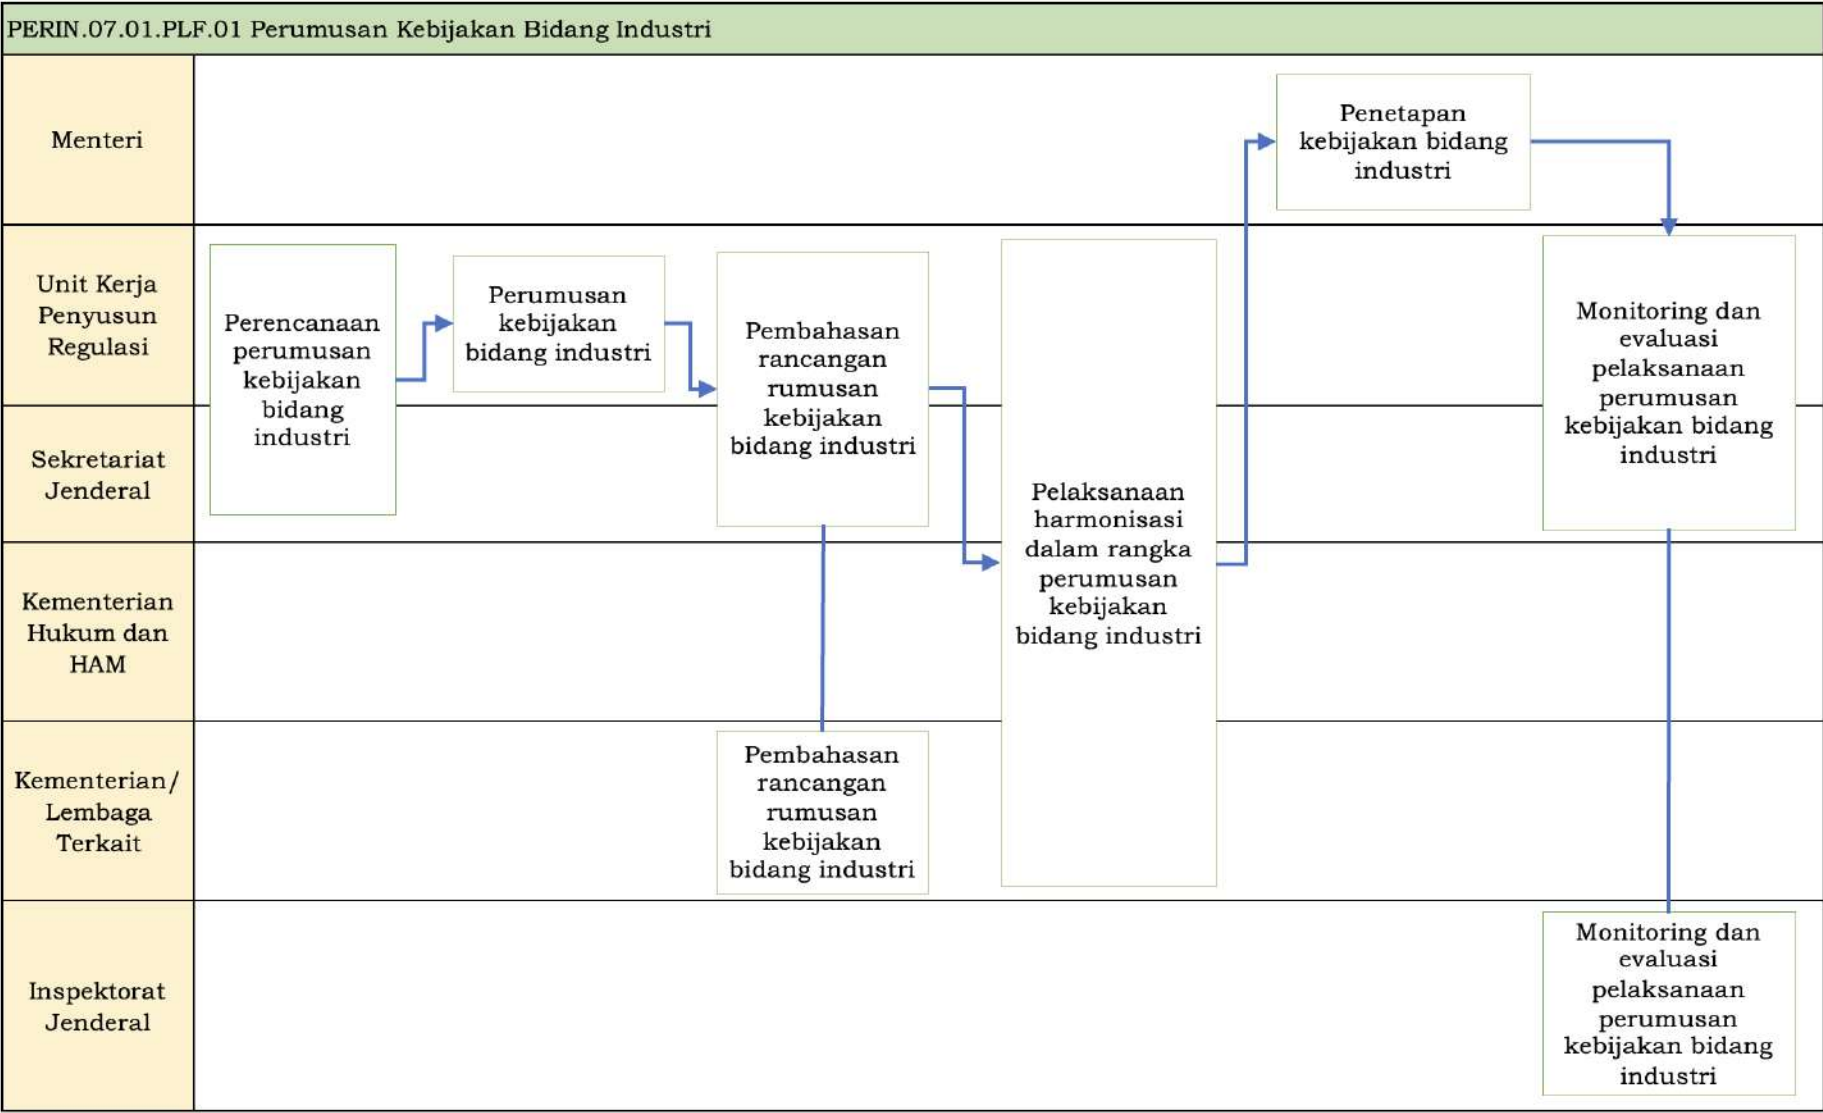 PERIN.07.01.PLF.01 Perumusan Kebijakan Bidang Industri
Menteri
Penetapan
kebijakan bidang
industri
Unit Kerja
Penyusun
Regulasi
Perencanaan
perumusan
kebijakan
bidang
industri
Perumusan
kebijakan
bidang industri
Pembahasan
rancangan
rumusan
kebijakan
bidang industri
Pelaksanaan
harmonisasi
dalam rangka
perumusan
kebijakan
bidang industri
Monitoring dan
evaluasi
pelaksanaan
perumusan
kebijakan bidang
industri
Sekretariat
Jenderal
Kementerian
Hukum dan
HAM
Kementerian/
Lembaga
Terkait
Pembahasan
rancangan
rumusan
kebijakan
bidang industri
Inspektorat
Jenderal
Monitoring dan
evaluasi
pelaksanaan
perumusan
kebijakan bidang
industri